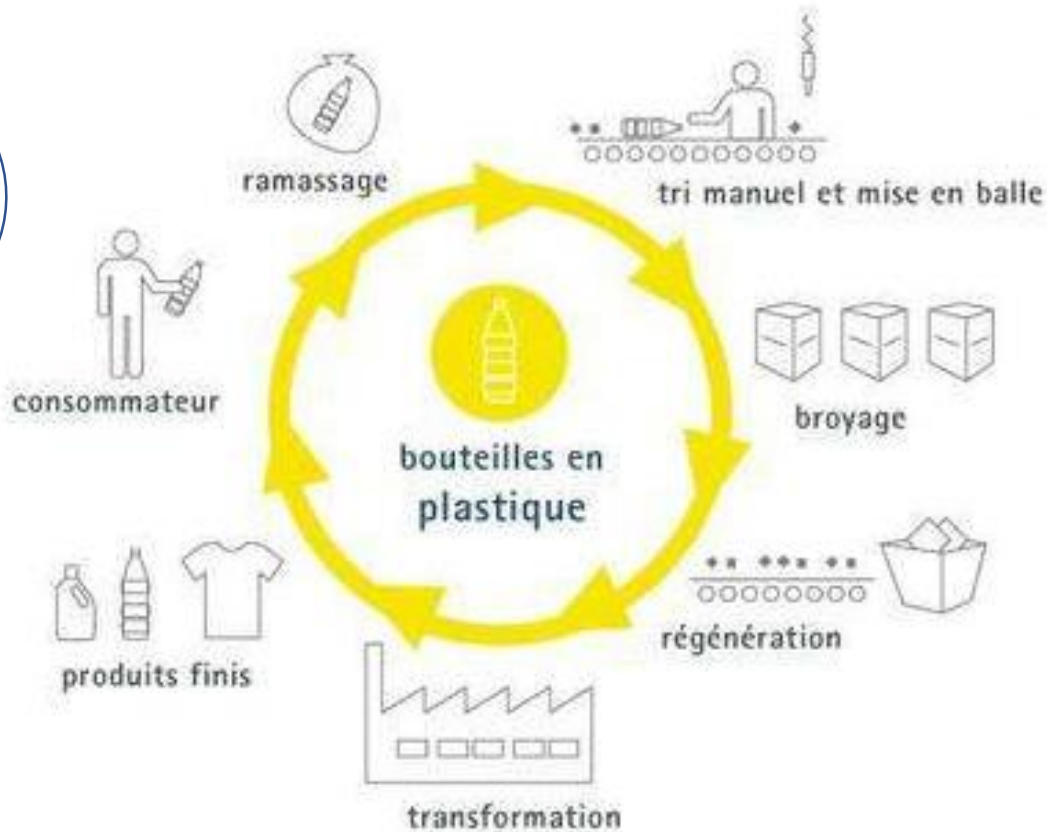 ramassage
tri manuel et mise en balle
consommateur
broyage
bouteilles en
plastique
régénération
produits finis
transformation